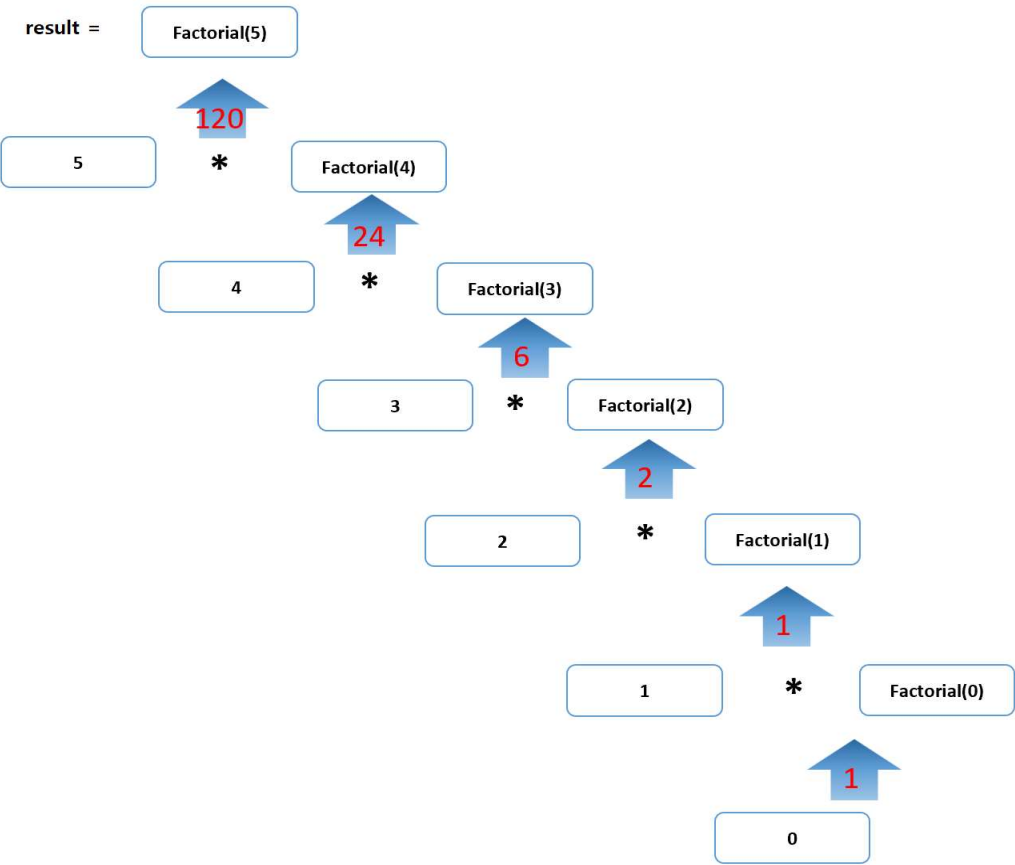 result = Factorial(5)
120
5 * Factorial(4)
24
4 * Factorial(3)
6
3 * Factorial(2)
2
2 * Factorial(1)
1
1 * Factorial(0)
1
0